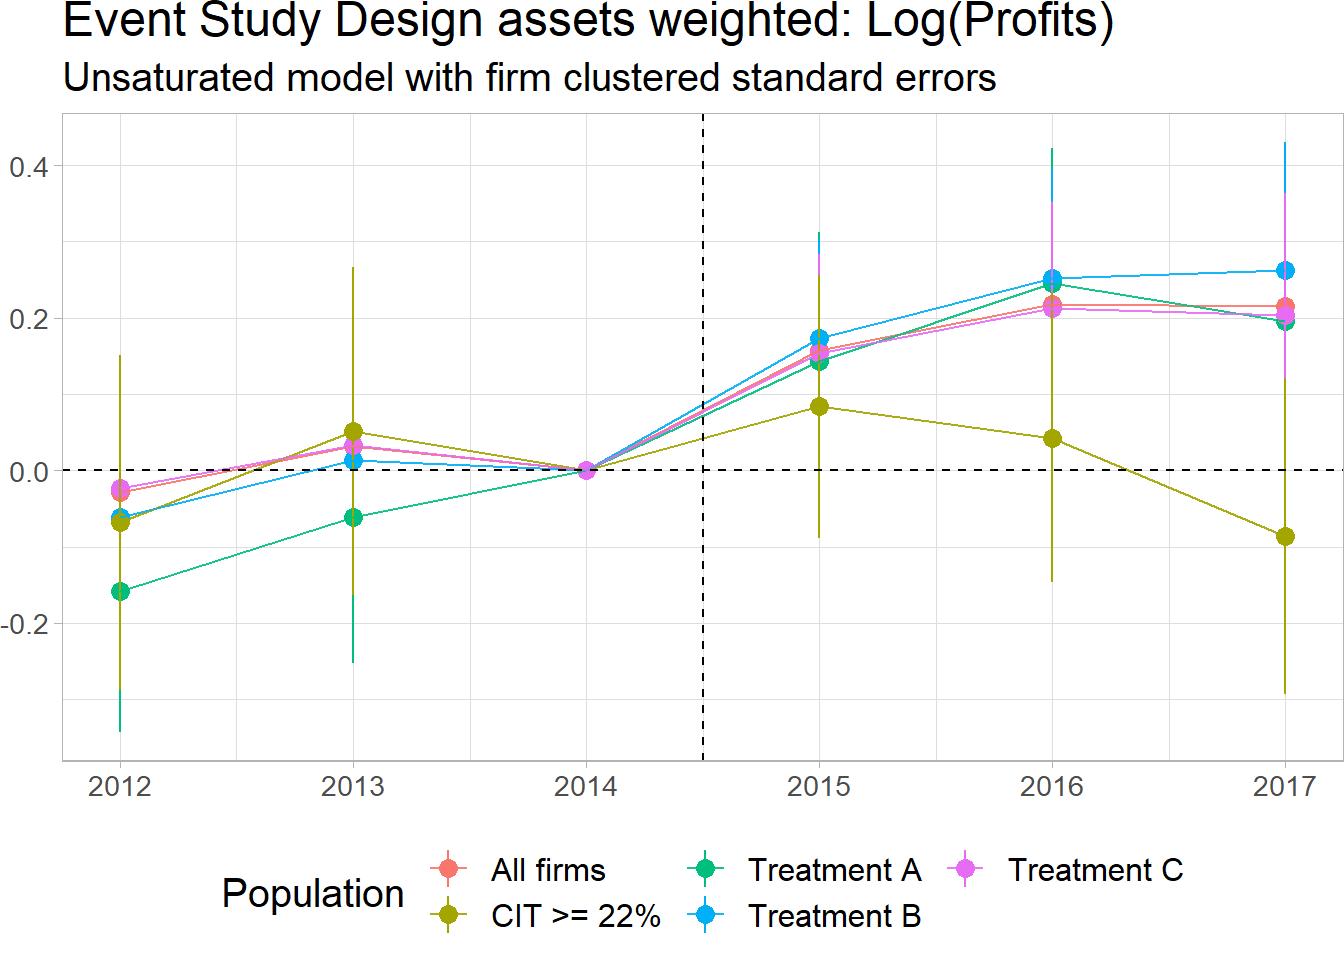 Event Study Design assets weighted: Log(Profits)
Unsaturated model with firm clustered standard errors
0.4
0.2
0.0
-0.2
2012 2013 2014 2015 2016 2017
Population
All firms Treatment A Treatment C
CIT >= 22% Treatment B